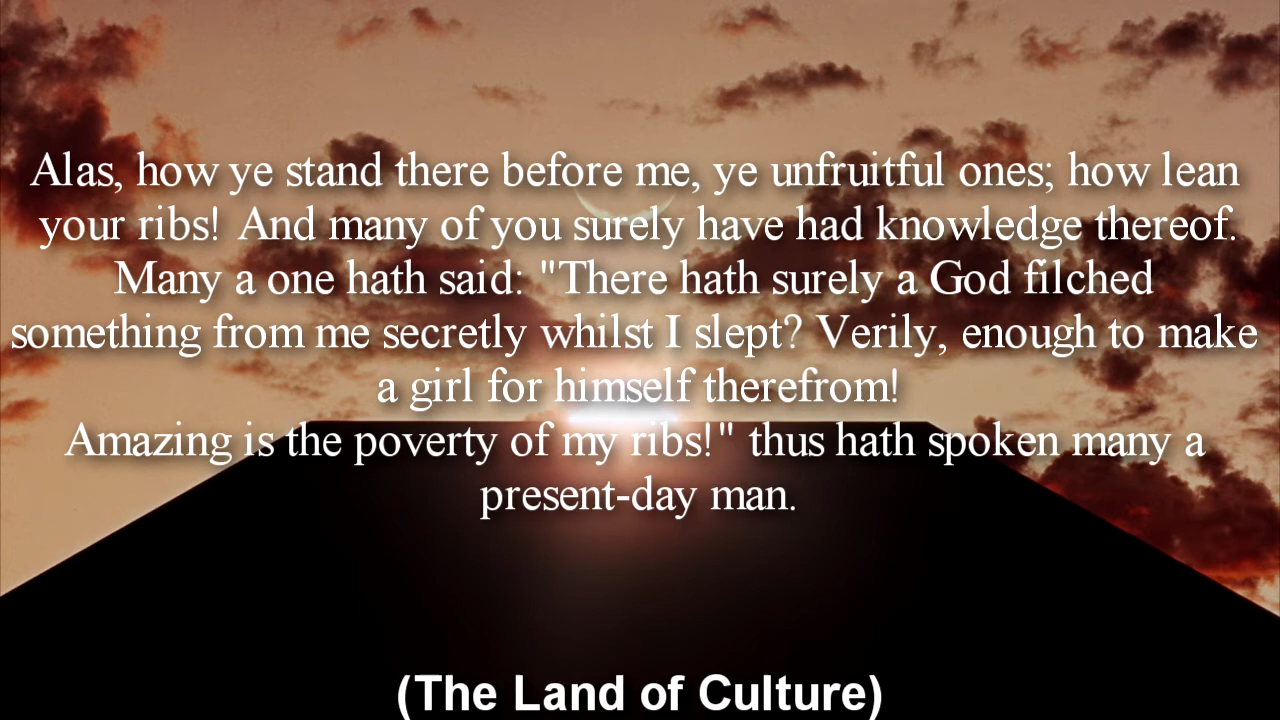 Alas, how ye stand there before me, ye unfruitful ones; how lean
your ribs! And many of you surely have had knowledge thereof.
Many a one hath said: "There hath surely a God filched
something from me secretly whilst I slept? Verily, enough to make
a girl for himself therefrom!
Amazing is the poverty of my ribs!" thus hath spoken many a
present-day man.
(The Land of Culture)